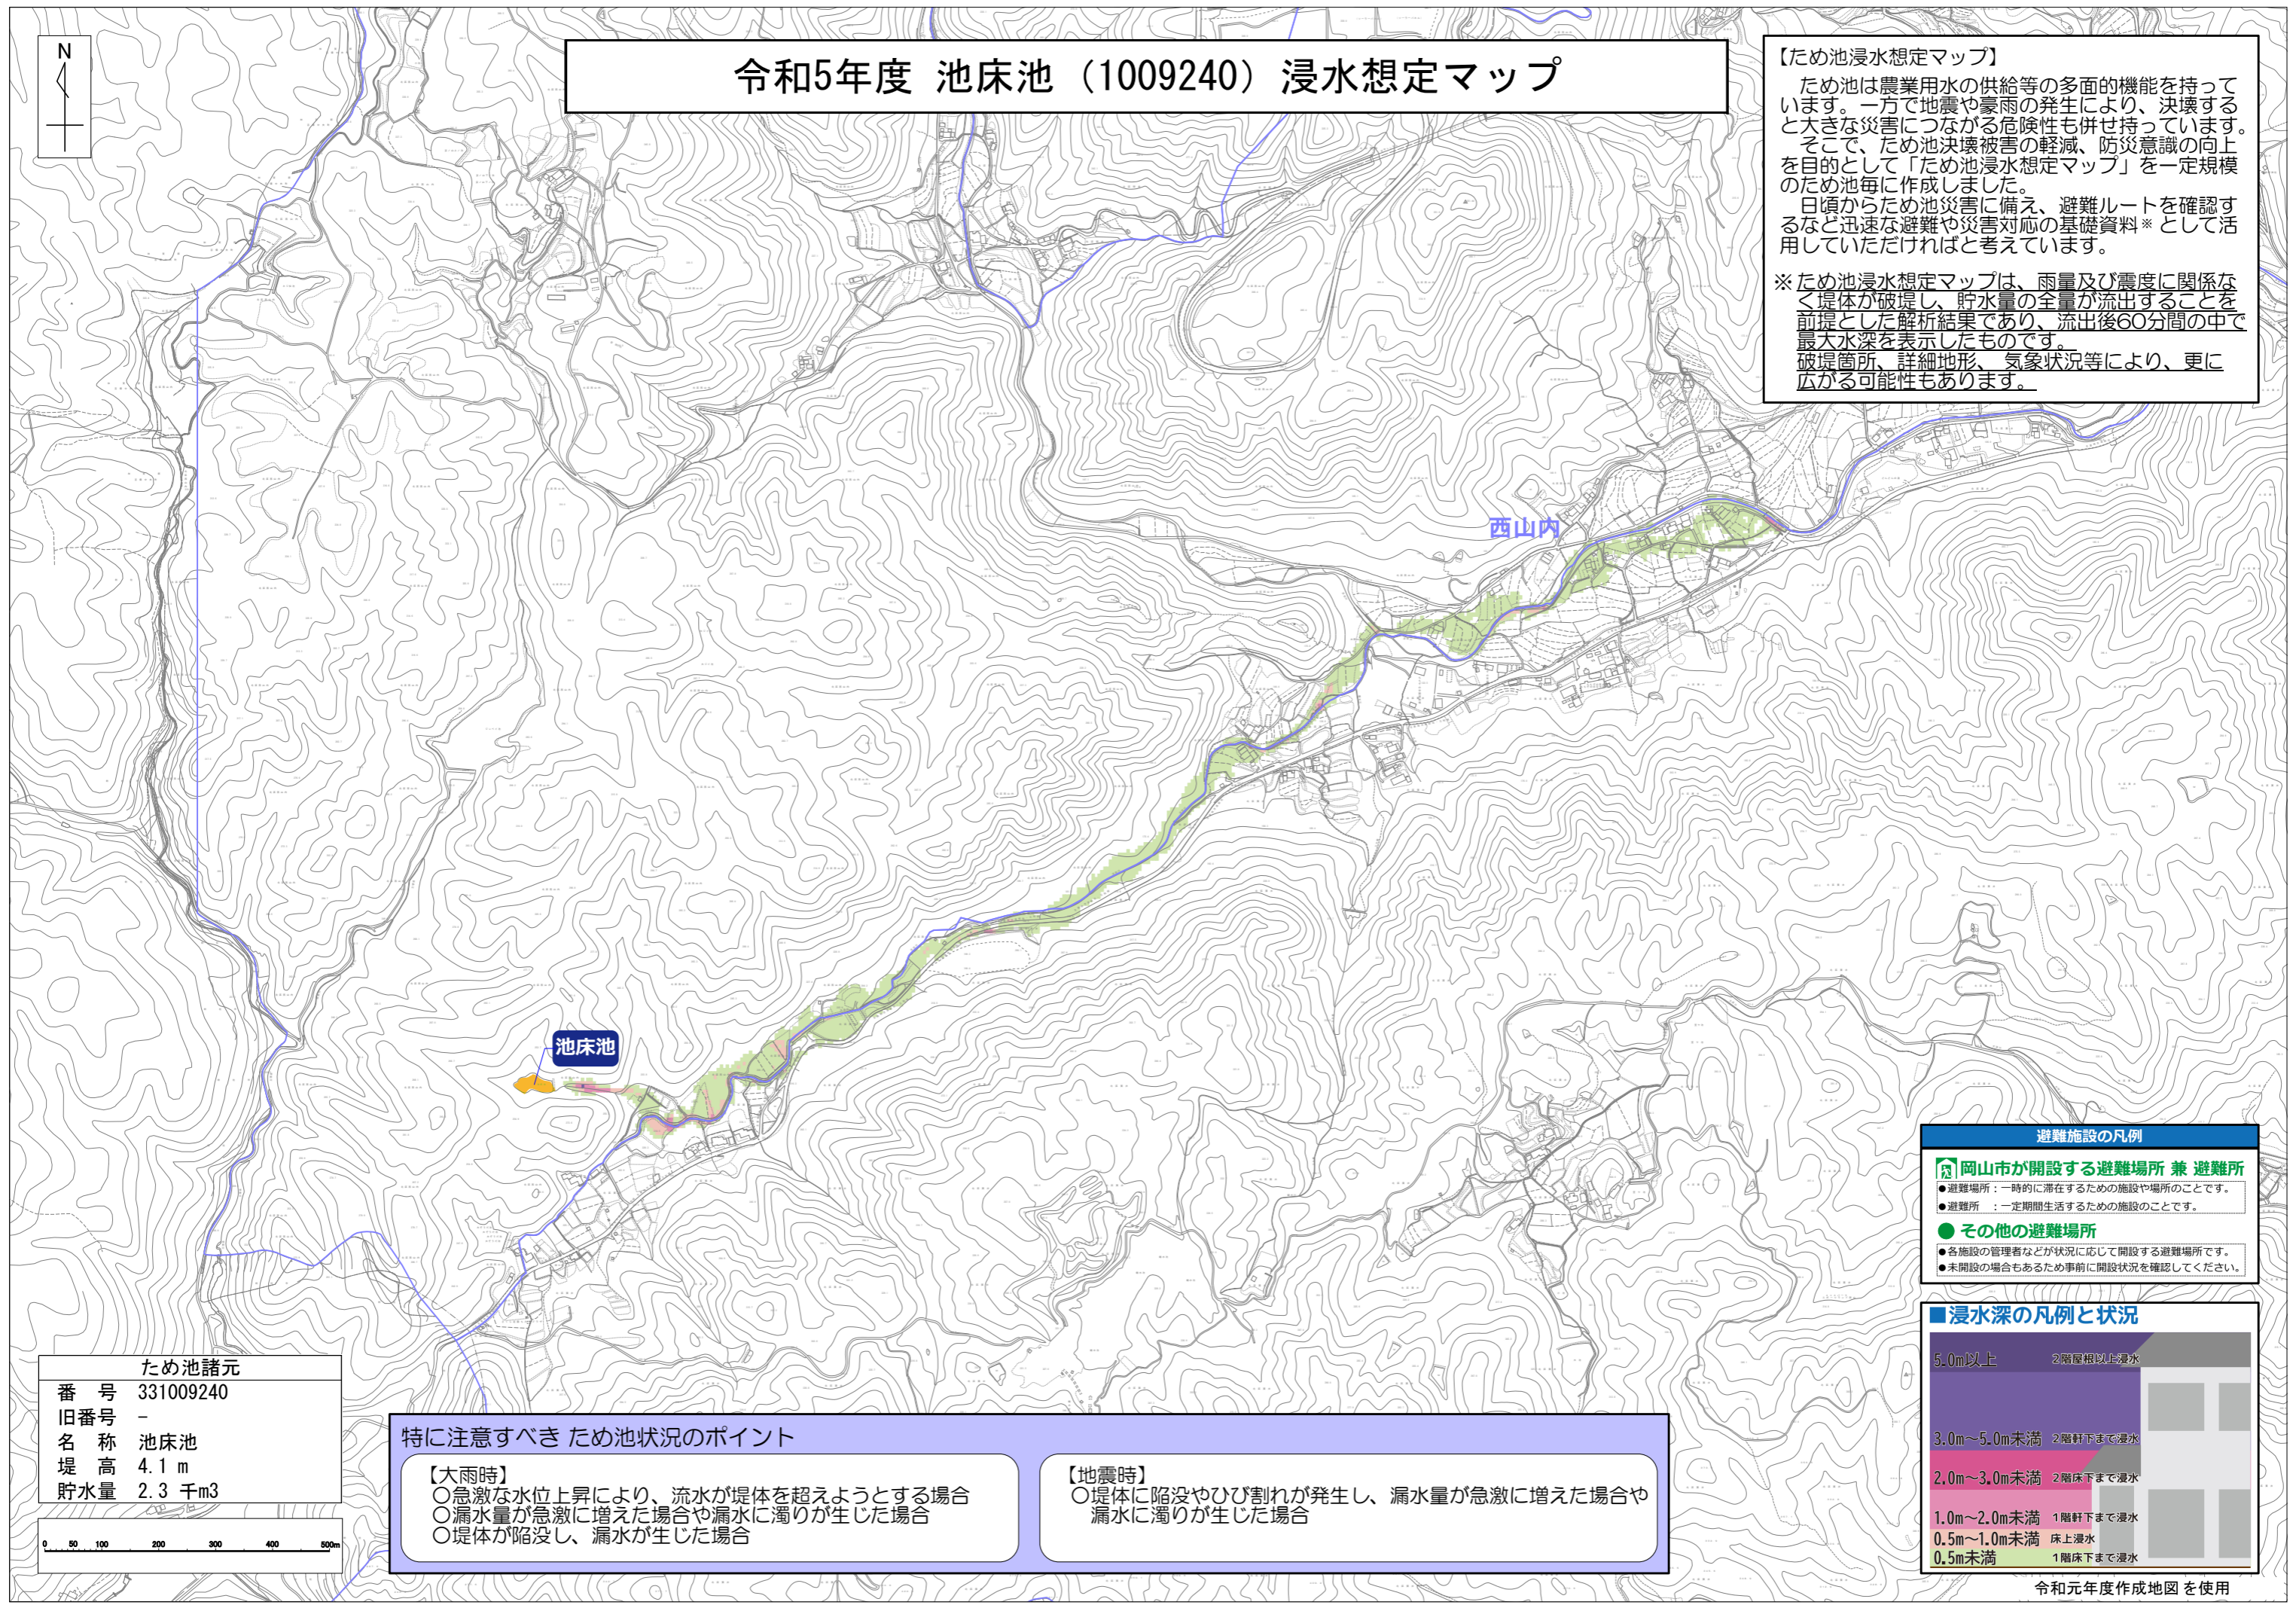 N
令和5年度 池床池（1009240）浸水想定マップ
【ため池浸水想定マップ】
ため池は農業用水の供給等の多面的機能を持って
います。一方で地震や豪雨の発生により、決壊する
と大きな災害につながる危険性も併せ持っています。
そこで、ため池決壊被害の軽減、防災意識の向上
を目的として「ため池浸水想定マップ」を一定規模
のため池毎に作成しました。
日頃からため池災害に備え、避難ルートを確認す
るなど迅速な避難や災害対応の基礎資料※として活
用していただければと考えています。
※ため池浸水想定マップは、雨量及び震度に関係な
く堤体が破堤し、貯水量の全量が流出することを
前提とした解析結果であり、流出後60分間の中で
最大水深を表示したものです。
破堤箇所、詳細地形、気象状況等により、更に
広がる可能性もあります。
西山内
池床池
避難施設の凡例
岡山市が開設する避難場所 兼 避難所
●避難場所：一時的に滞在するための施設や場所のことです。
●避難所 ：一定期間生活するための施設のことです。
● その他の避難場所
●各施設の管理者などが状況に応じて開設する避難場所です。
●未開設の場合もあるため事前に開設状況を確認してください。
■浸水深の凡例と状況
5.0m以上 2階屋根以上浸水
3.0m～5.0m未満 2階軒下まで浸水
2.0m～3.0m未満 2階床下まで浸水
1.0m～2.0m未満 1階軒下まで浸水
0.5m～1.0m未満 床上浸水
0.5m未満 1階床下まで浸水
令和元年度作成地図を使用
ため池諸元
番 号 331009240
旧番号 -
名 称 池床池
堤 高 4.1 m
貯水量 2.3 千m3
0 50 100 200 300 400 500m
特に注意すべき ため池状況のポイント
【大雨時】
○急激な水位上昇により、流水が堤体を超えようとする場合
○漏水量が急激に増えた場合や漏水に濁りが生じた場合
○堤体が陥没し、漏水が生じた場合
【地震時】
○堤体に陥没やひび割れが発生し、漏水量が急激に増えた場合や
漏水に濁りが生じた場合